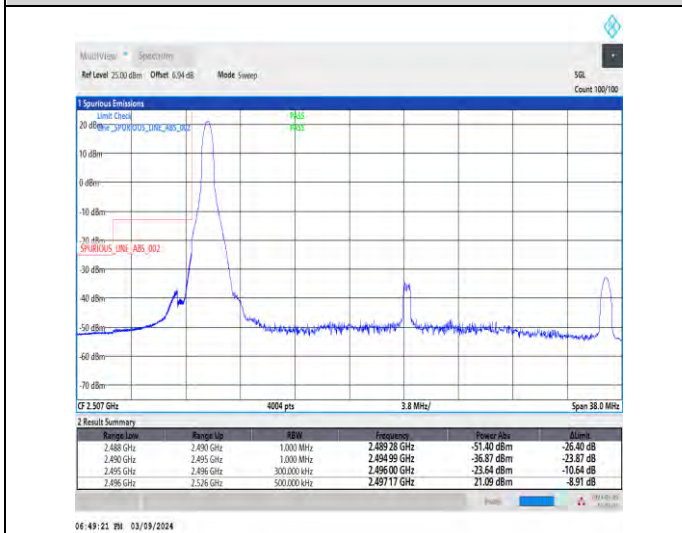 MultiView Spectrum
Ref Level 25.00 dBm Offset 6.94 dB Mode Sweep SGL
Count 100/100
1 Spurious Emissions
Limit Check PASS
20 dBm Line _SPURIOUS_LINE_ABS_002 PASS
10 dBm
0 dBm
-10 dBm
-20 dBm
SPURIOUS_LINE_ABS_002
-30 dBm
-40 dBm
-50 dBm
-60 dBm
-70 dBm
CF 2.507 GHz 4004 pts 3.8 MHz/ Span 38.0 MHz
2 Result Summary
Range Low Range Up RBW Frequency Power Abs ΔLimit
2.488 GHz 2.490 GHz 1.000 MHz 2.489 28 GHz -51.40 dBm -26.40 dB
2.490 GHz 2.495 GHz 1.000 MHz 2.494 99 GHz -36.87 dBm -23.87 dB
2.495 GHz 2.496 GHz 300.000 kHz 2.496 00 GHz -23.64 dBm -10.64 dB
2.496 GHz 2.526 GHz 500.000 kHz 2.497 17 GHz 21.09 dBm -8.91 dB
06:49:21 PM 03/09/2024